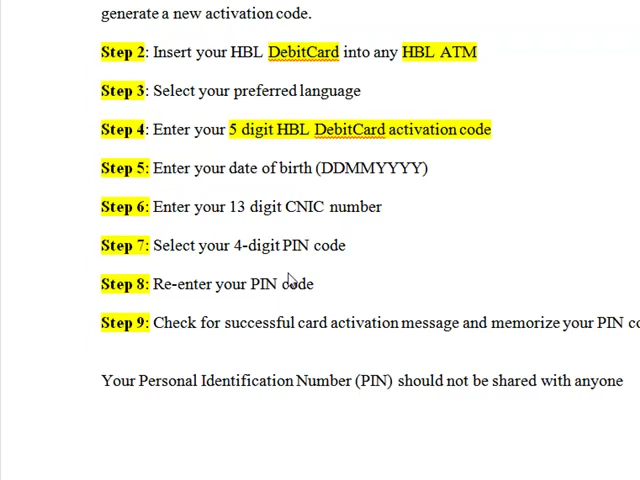 generate a new activation code.
Step 2: Insert your HBL DebitCard into any HBL ATM
Step 3: Select your preferred language
Step 4: Enter your 5 digit HBL DebitCard activation code
Step 5: Enter your date of birth (DDMMYYYY)
Step 6: Enter your 13 digit CNIC number
Step 7: Select your 4-digit PIN code
Step 8: Re-enter your PIN code
Step 9: Check for successful card activation message and memorize your PIN
Your Personal Identification Number (PIN) should not be shared with anyone